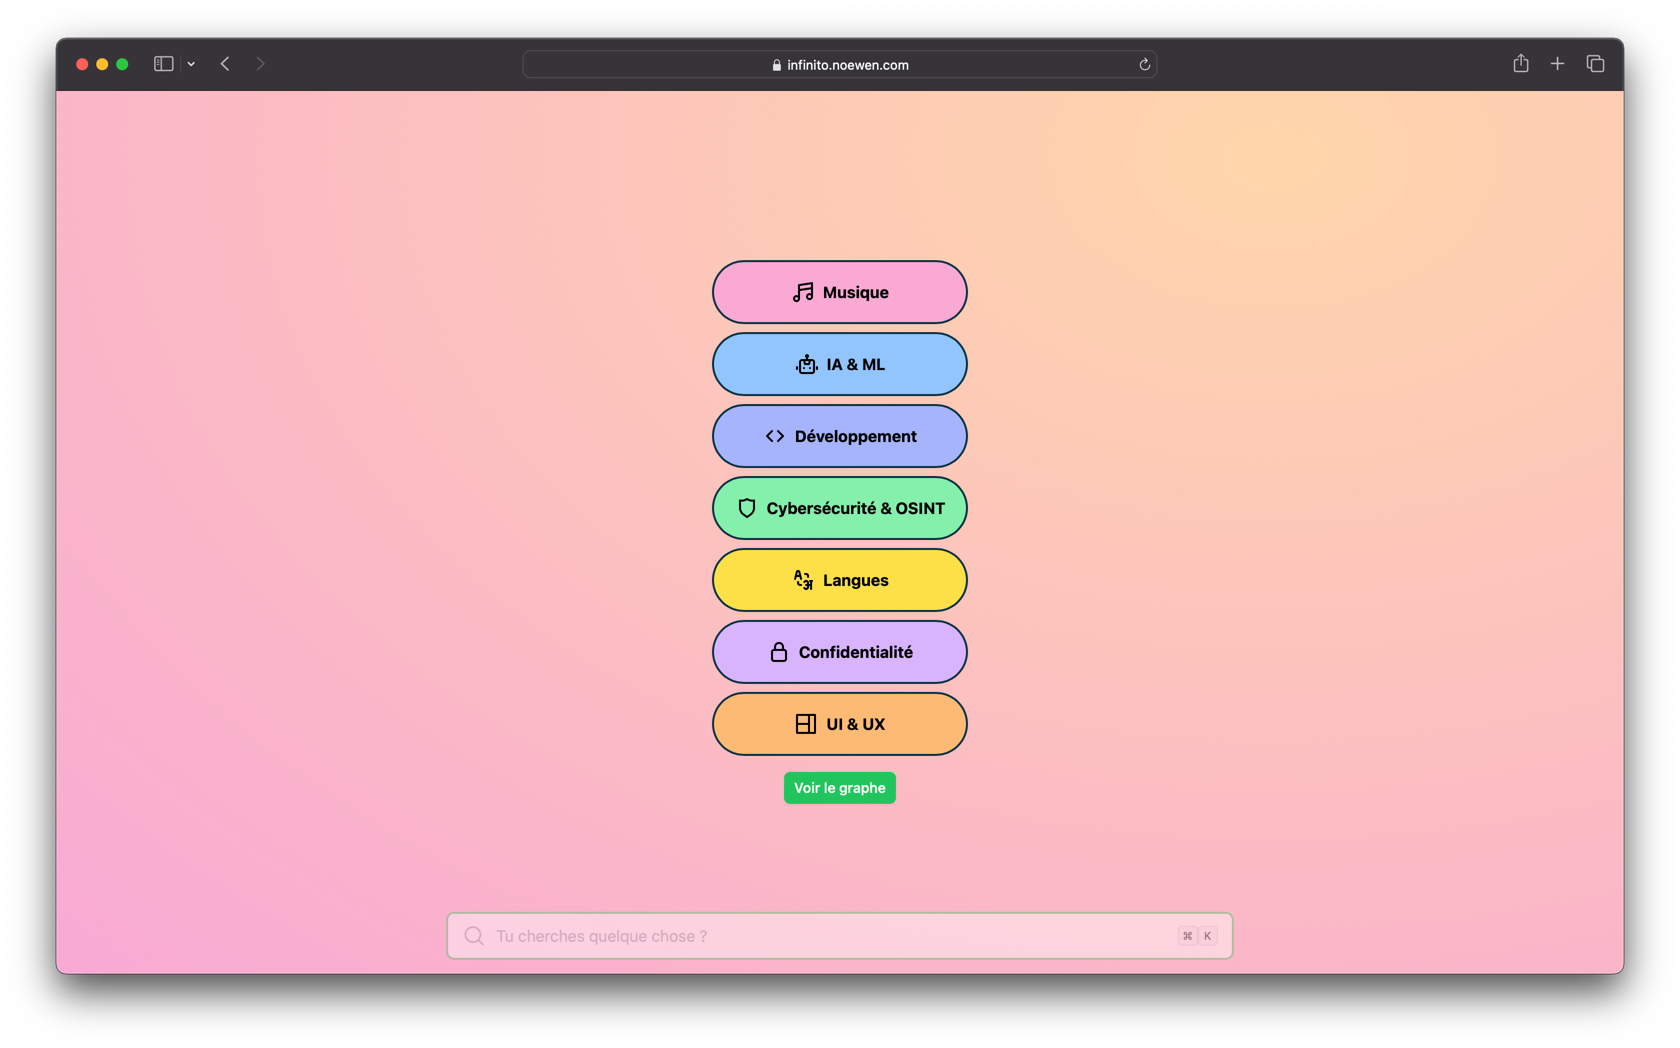 infinito.noewen.com
Musique
IA & ML
Développement
Cybersécurité & OSINT
Langues
Confidentialité
UI & UX
Voir le graphe
Tu cherches quelque chose ? ⌘ K